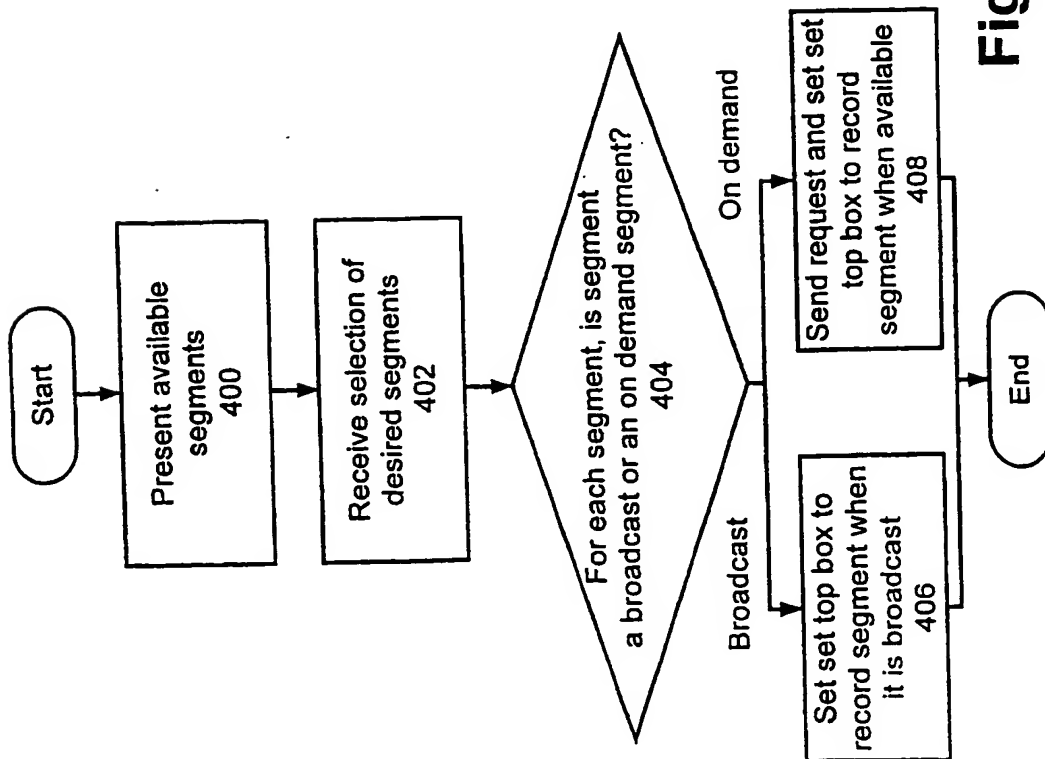 Start
Present available
segments
400
Receive selection of
desired segments
402
For each segment, is segment
a broadcast or an on demand segment?
404
Broadcast
On demand
Set set top box to
record segment when
it is broadcast
406
Send request and set set
top box to record
segment when available
408
End
Fig